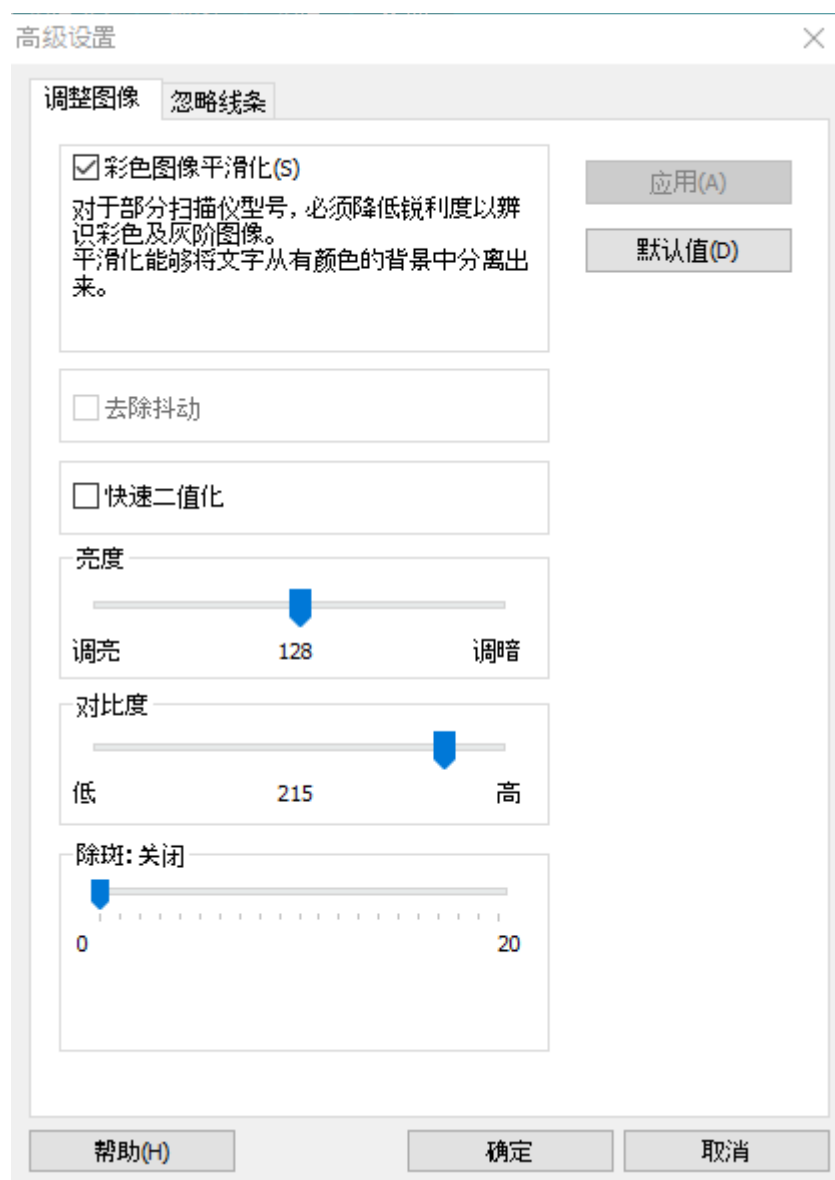 高级设置
调整图像
忽略线条
彩色图像平滑化(S)
对于部分扫描仪型号，必须降低锐利度以辨
识彩色及灰阶图像。
平滑化能够将文字从有颜色的背景中分离出
来。
应用(A)
默认值(D)
去除抖动
快速二值化
亮度
调亮 128 调暗
对比度
低 215 高
除斑: 关闭
0 20
帮助(H)
确定
取消